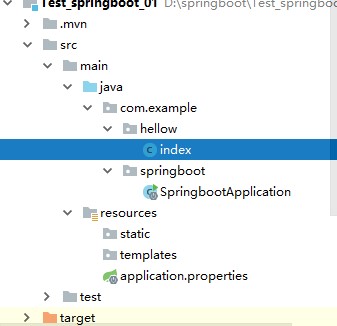 Test_springboot_01 D:\springboot\Test_springbo
.mvn
src
main
java
com.example
hellow
index
springboot
SpringbootApplication
resources
static
templates
application.properties
test
target